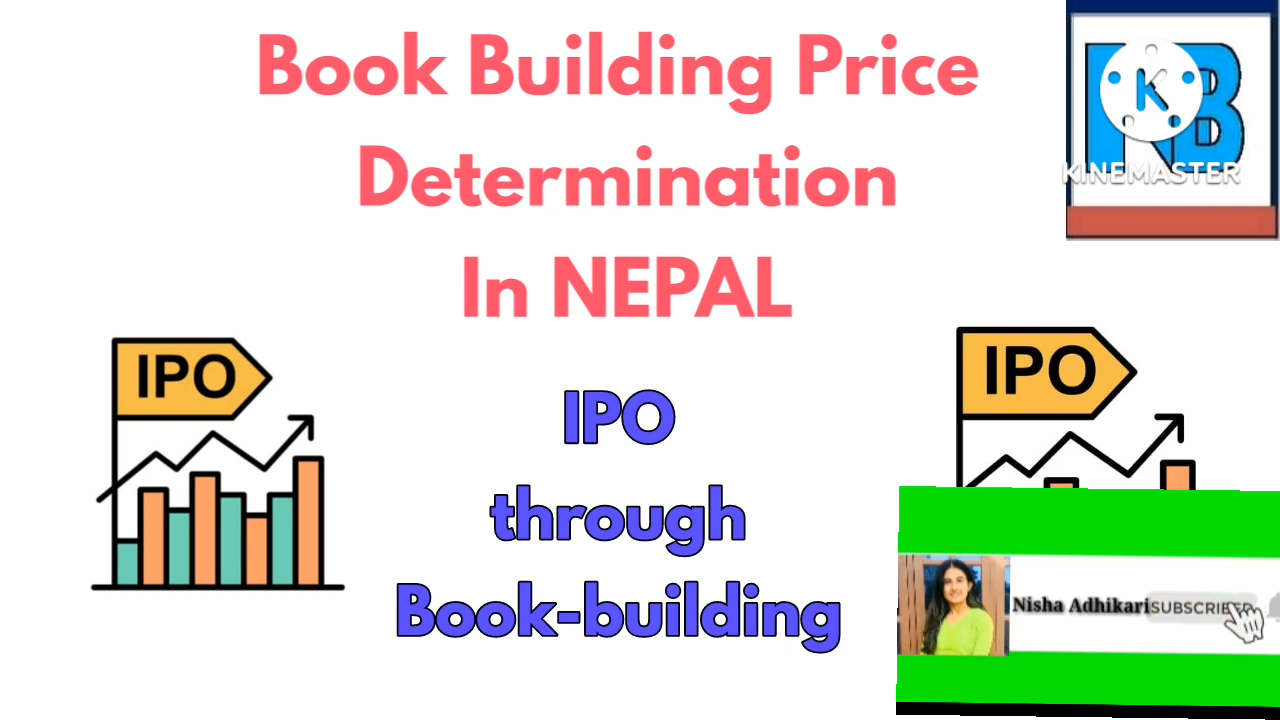 Book Building Price
Determination
In NEPAL
K
KINEMASTER
IPO
IPO
IPO
through
Book-building
Nisha Adhikari
SUBSCRIBE